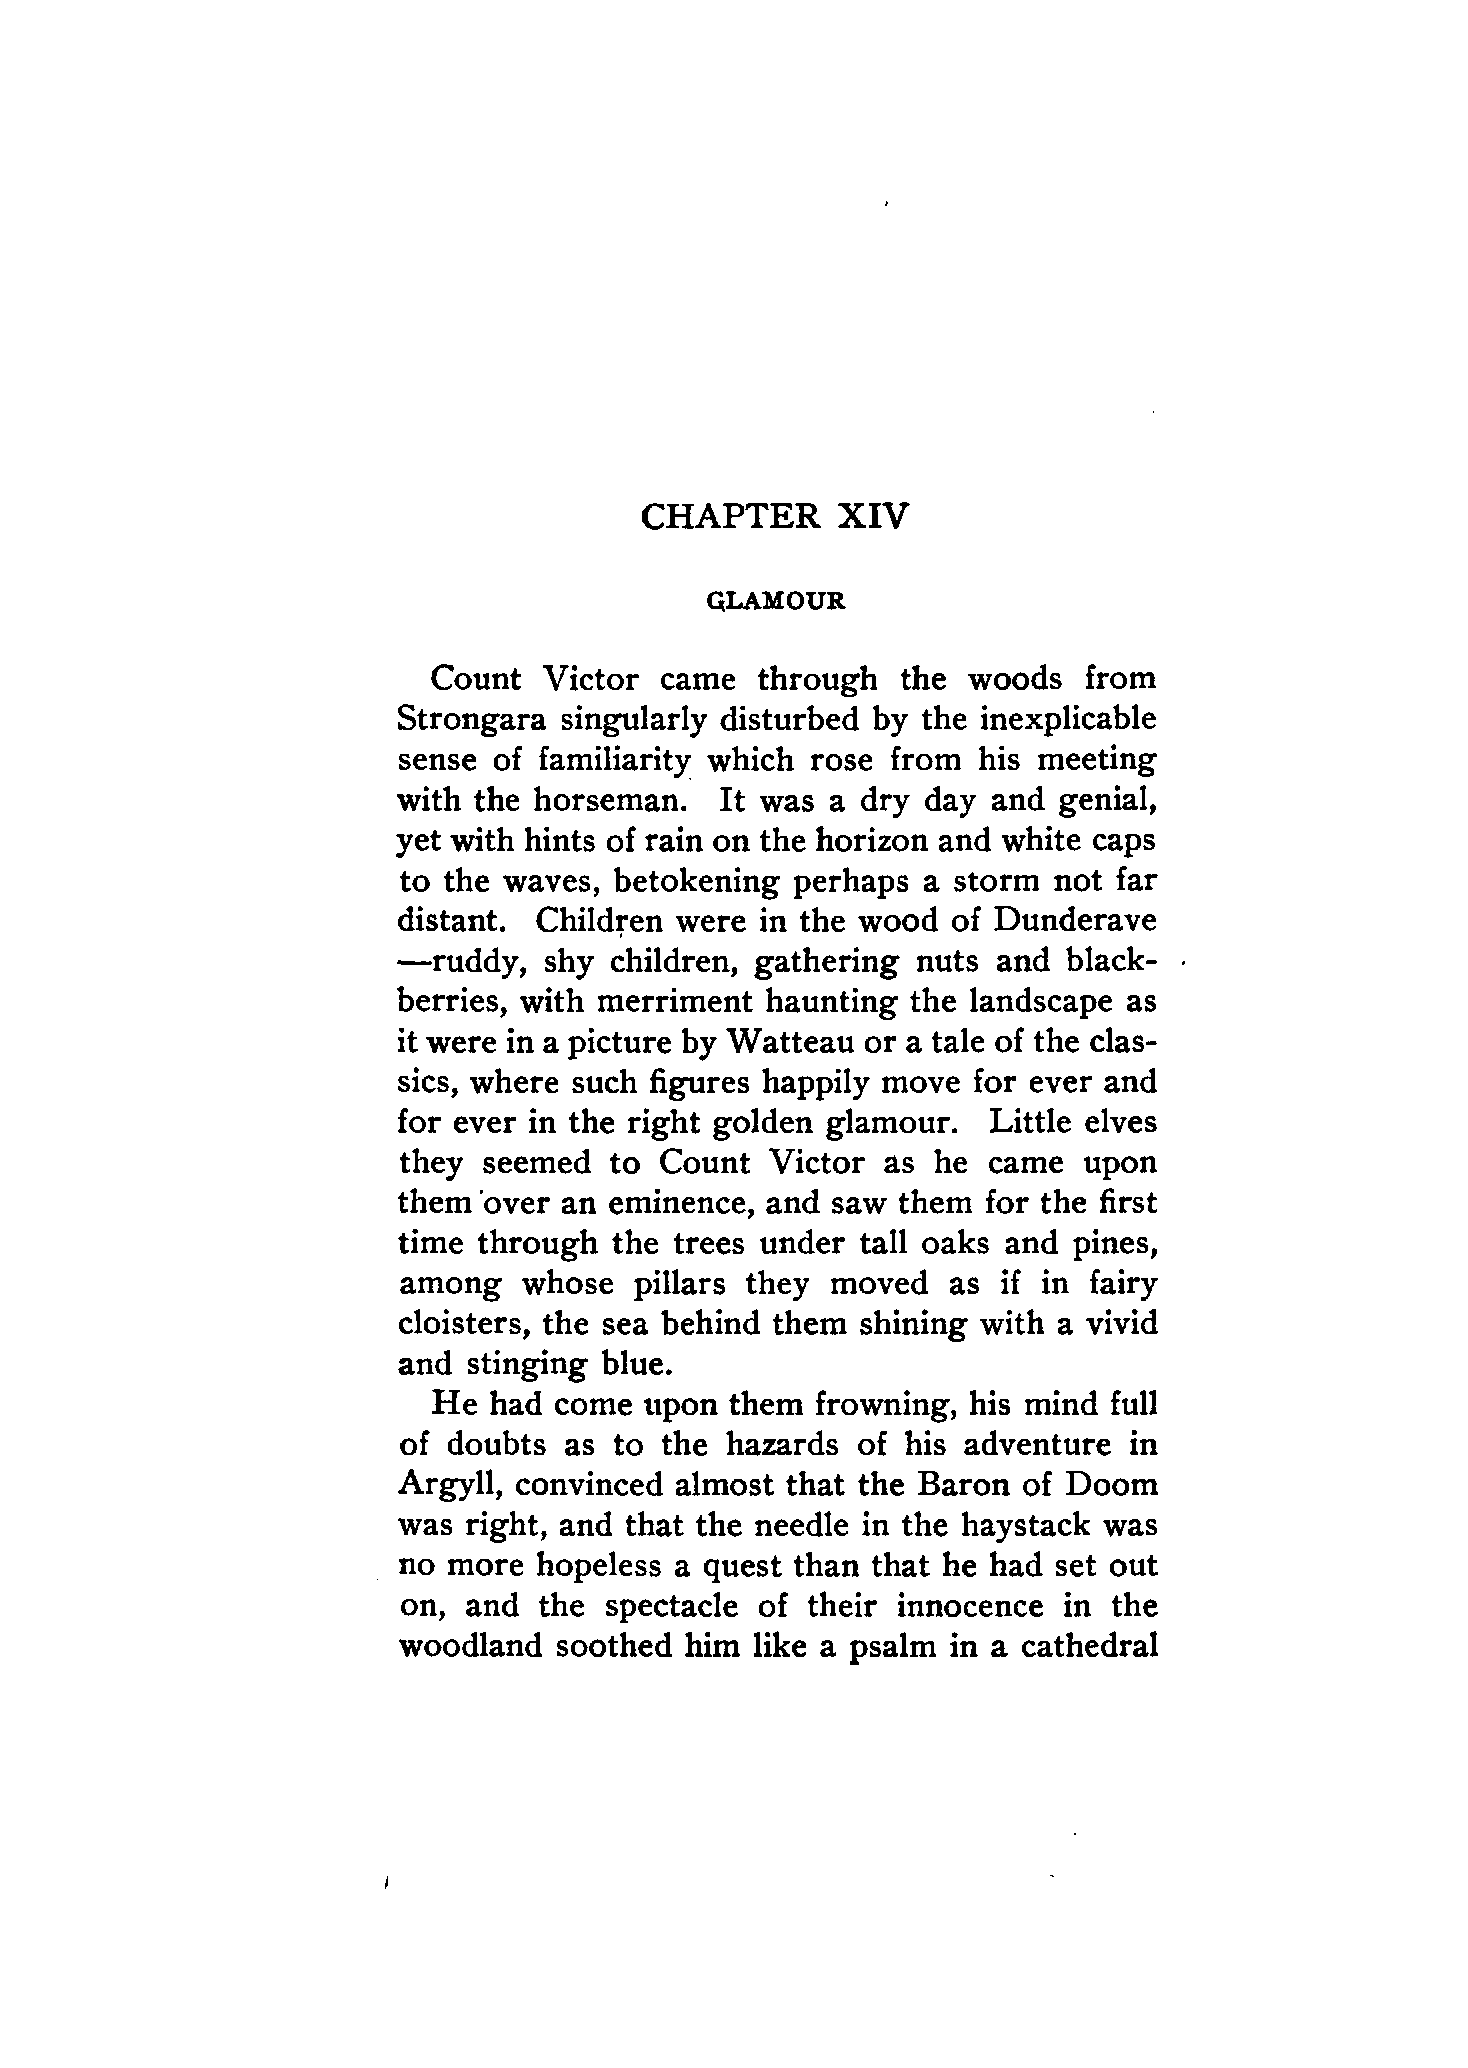 CHAPTER XIV
GLAMOUR
Count Victor came through the woods from
Strongara singularly disturbed by the inexplicable
sense of familiarity which rose from his meeting
with the horseman. It was a dry day and genial,
yet with hints of rain on the horizon and white caps
to the waves, betokening perhaps a storm not far
distant. Children were in the wood of Dunderave
—ruddy, shy children, gathering nuts and black-
berries, with merriment haunting the landscape as
it were in a picture by Watteau or a tale of the clas-
sics, where such figures happily move for ever and
for ever in the right golden glamour. Little elves
they seemed to Count Victor as he came upon
them over an eminence, and saw them for the first
time through the trees under tall oaks and pines,
among whose pillars they moved as if in fairy
cloisters, the sea behind them shining with a vivid
and stinging blue.
He had come upon them frowning, his mind full
of doubts as to the hazards of his adventure in
Argyll, convinced almost that the Baron of Doom
was right, and that the needle in the haystack was
no more hopeless a quest than that he had set out
on, and the spectacle of their innocence in the
woodland soothed him like a psalm in a cathedral